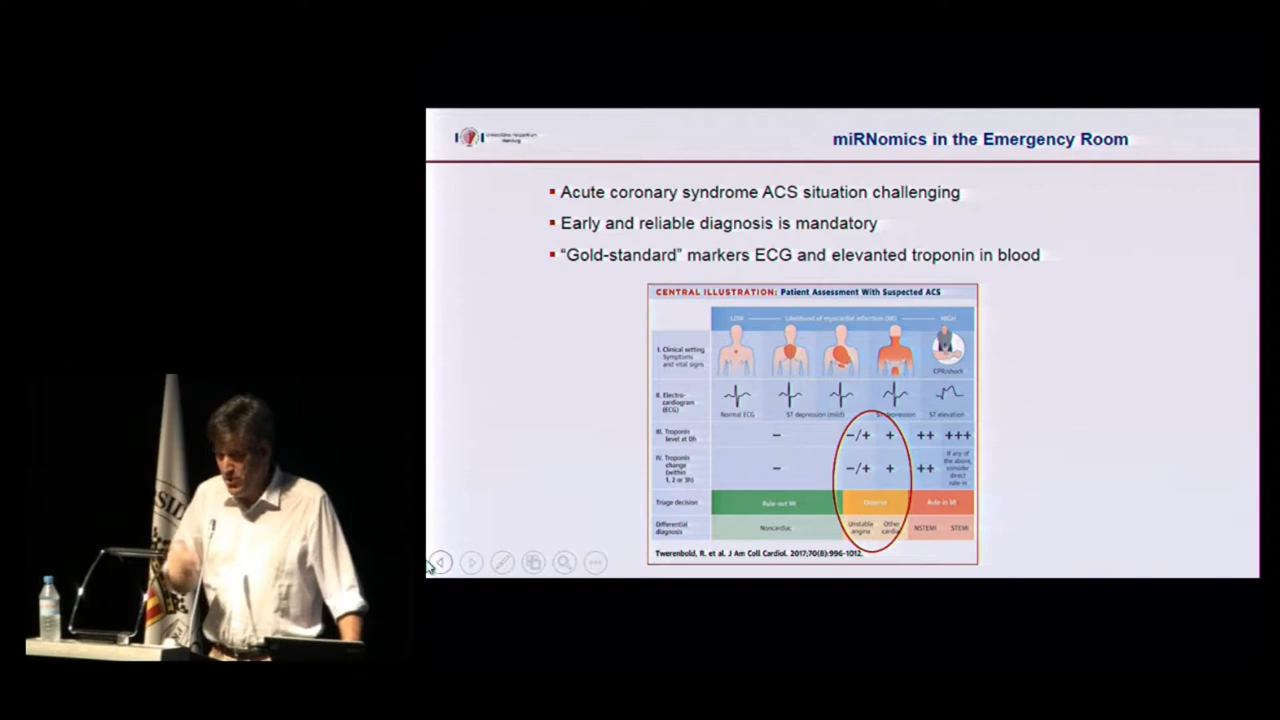 miRNomics in the Emergency Room
▪ Acute coronary syndrome ACS situation challenging
▪ Early and reliable diagnosis is mandatory
▪ “Gold-standard” markers ECG and elevanted troponin in blood
CENTRAL ILLUSTRATION: Patient Assessment With Suspected ACS
LOW Likelihood of myocardial infarction (MI) HIGH
I. Clinical setting
Symptoms
and vital signs
CPR/shock
II. Electro-
cardiogram
(ECG)
Normal ECG ST depression (mild) ST depression ST elevation
III. Troponin
level at 0h
− −/+ + ++ +++
IV. Troponin
change
(within
1, 2 or 3h)
− −/+ + ++
If any of
the above,
consider
direct
rule-in
Triage decision Rule-out MI Observe Rule-in MI
Differential
diagnosis
Noncardiac
Unstable
angina
Other
cardiac
NSTEMI STEMI
Twerenbold, R. et al. J Am Coll Cardiol. 2017;70(8):996-1012.